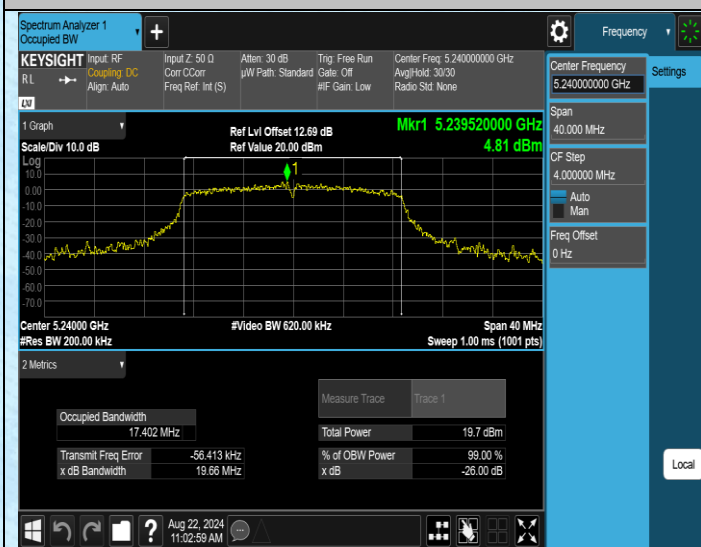 Spectrum Analyzer 1
Occupied BW
Frequency
KEYSIGHT
R L
LXI
Input: RF
Coupling: DC
Align: Auto
Input Z: 50 Ω
Corr CCorr
Freq Ref: Int (S)
Atten: 30 dB
µW Path: Standard
Trig: Free Run
Gate: Off
#IF Gain: Low
Center Freq: 5.240000000 GHz
Avg|Hold: 30/30
Radio Std: None
Center Frequency
5.240000000 GHz
Settings
Span
40.000 MHz
CF Step
4.000000 MHz
Auto
Man
Freq Offset
0 Hz
1 Graph
Scale/Div 10.0 dB
Ref Lvl Offset 12.69 dB
Ref Value 20.00 dBm
Mkr1 5.239520000 GHz
4.81 dBm
Log
10.0
0.00
-10.0
-20.0
-30.0
-40.0
-50.0
-60.0
-70.0
1
Center 5.24000 GHz
#Res BW 200.00 kHz
#Video BW 620.00 kHz
Span 40 MHz
Sweep 1.00 ms (1001 pts)
2 Metrics
Measure Trace
Trace 1
Occupied Bandwidth
17.402 MHz
Total Power
19.7 dBm
Transmit Freq Error
-56.413 kHz
% of OBW Power
99.00 %
x dB Bandwidth
19.66 MHz
x dB
-26.00 dB
Local
?
Aug 22, 2024
11:02:59 AM